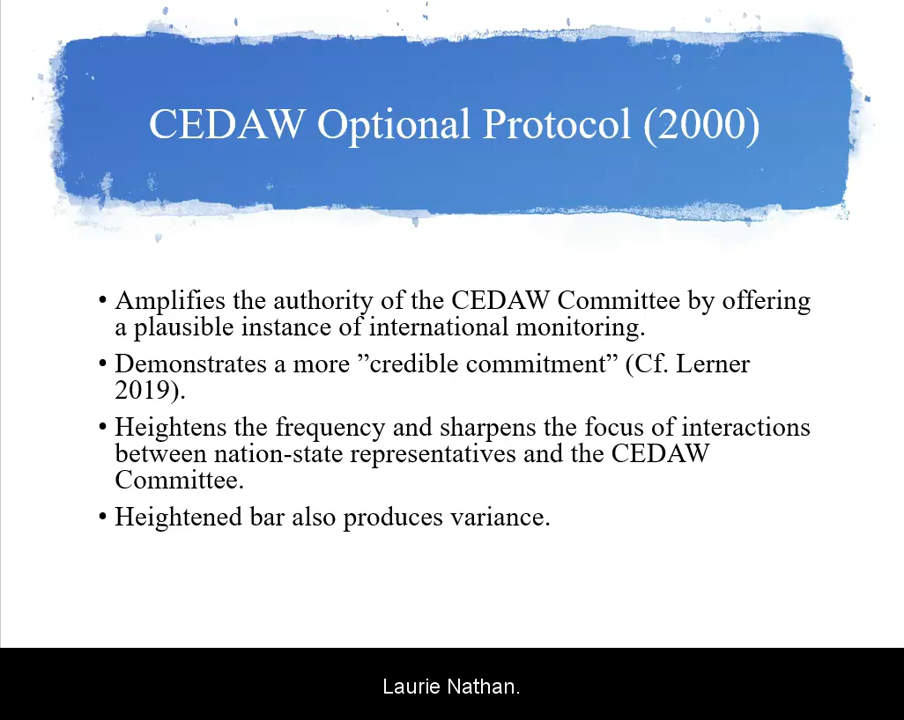 CEDAW Optional Protocol (2000)
• Amplifies the authority of the CEDAW Committee by offering
a plausible instance of international monitoring.
• Demonstrates a more ”credible commitment” (Cf. Lerner
2019).
• Heightens the frequency and sharpens the focus of interactions
between nation-state representatives and the CEDAW
Committee.
• Heightened bar also produces variance.
Laurie Nathan.